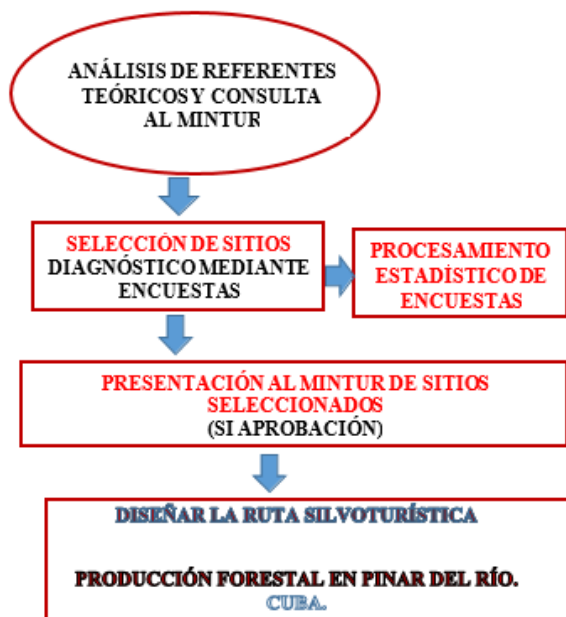 ANÁLISIS DE REFERENTES
TEÓRICOS Y CONSULTA
AL MINTUR
SELECCIÓN DE SITIOS
DIAGNÓSTICO MEDIANTE
ENCUESTAS
PROCESAMIENTO
ESTADÍSTICO DE
ENCUESTAS
PRESENTACIÓN AL MINTUR DE SITIOS
SELECCIONADOS
(SI APROBACIÓN)
DISEÑAR LA RUTA SILVOTURÍSTICA
PRODUCCIÓN FORESTAL EN PINAR DEL RÍO.
CUBA.